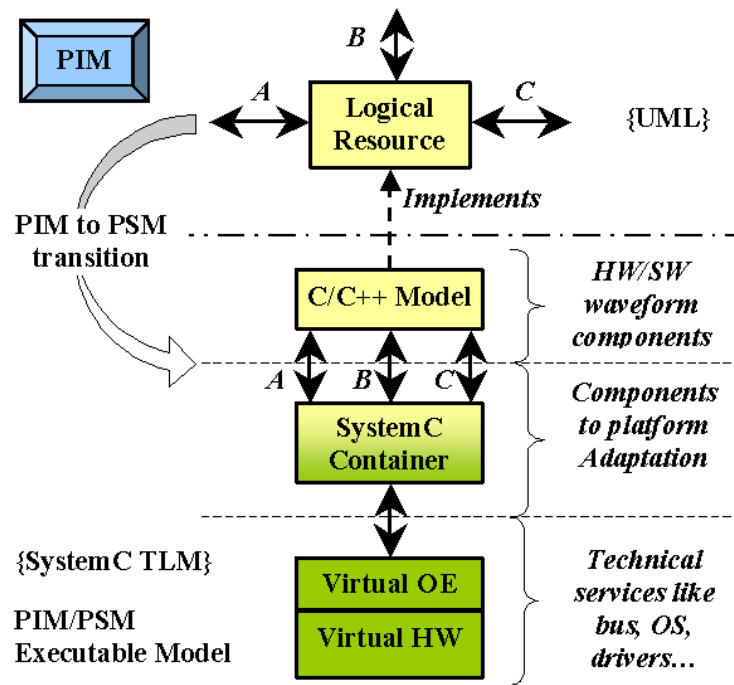 B
PIM
A
C
Logical
Resource
{UML}
Implements
PIM to PSM
transition
C/C++ Model
HW/SW
waveform
components
A
B
C
SystemC
Container
Components
to platform
Adaptation
{SystemC TLM}
PIM/PSM
Executable Model
Virtual OE
Virtual HW
Technical
services like
bus, OS,
drivers…